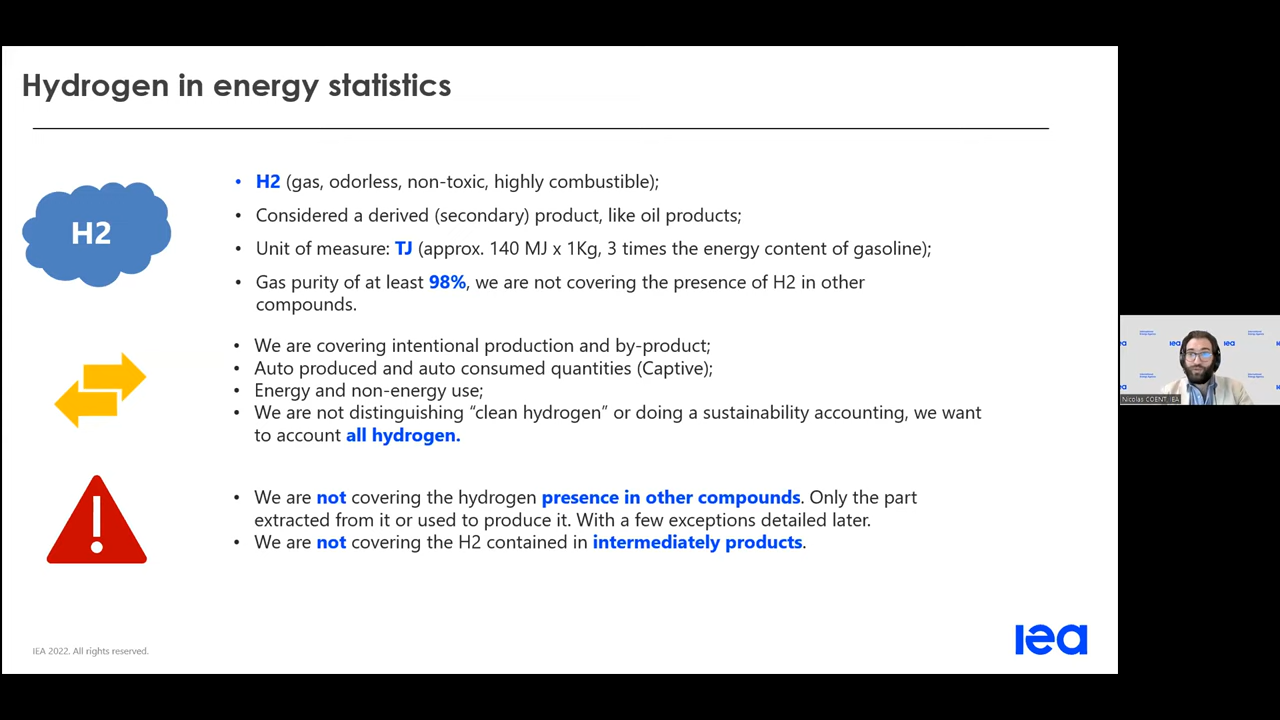 Hydrogen in energy statistics
H2
• H2 (gas, odorless, non-toxic, highly combustible);
• Considered a derived (secondary) product, like oil products;
• Unit of measure: TJ (approx. 140 MJ x 1Kg, 3 times the energy content of gasoline);
• Gas purity of at least 98%, we are not covering the presence of H2 in other
compounds.
• We are covering intentional production and by-product;
• Auto produced and auto consumed quantities (Captive);
• Energy and non-energy use;
• We are not distinguishing “clean hydrogen” or doing a sustainability accounting, we want
to account all hydrogen.
!
• We are not covering the hydrogen presence in other compounds. Only the part
extracted from it or used to produce it. With a few exceptions detailed later.
• We are not covering the H2 contained in intermediately products.
IEA 2022. All rights reserved.
iea
iea
iea
Nicolas COENT_IEA